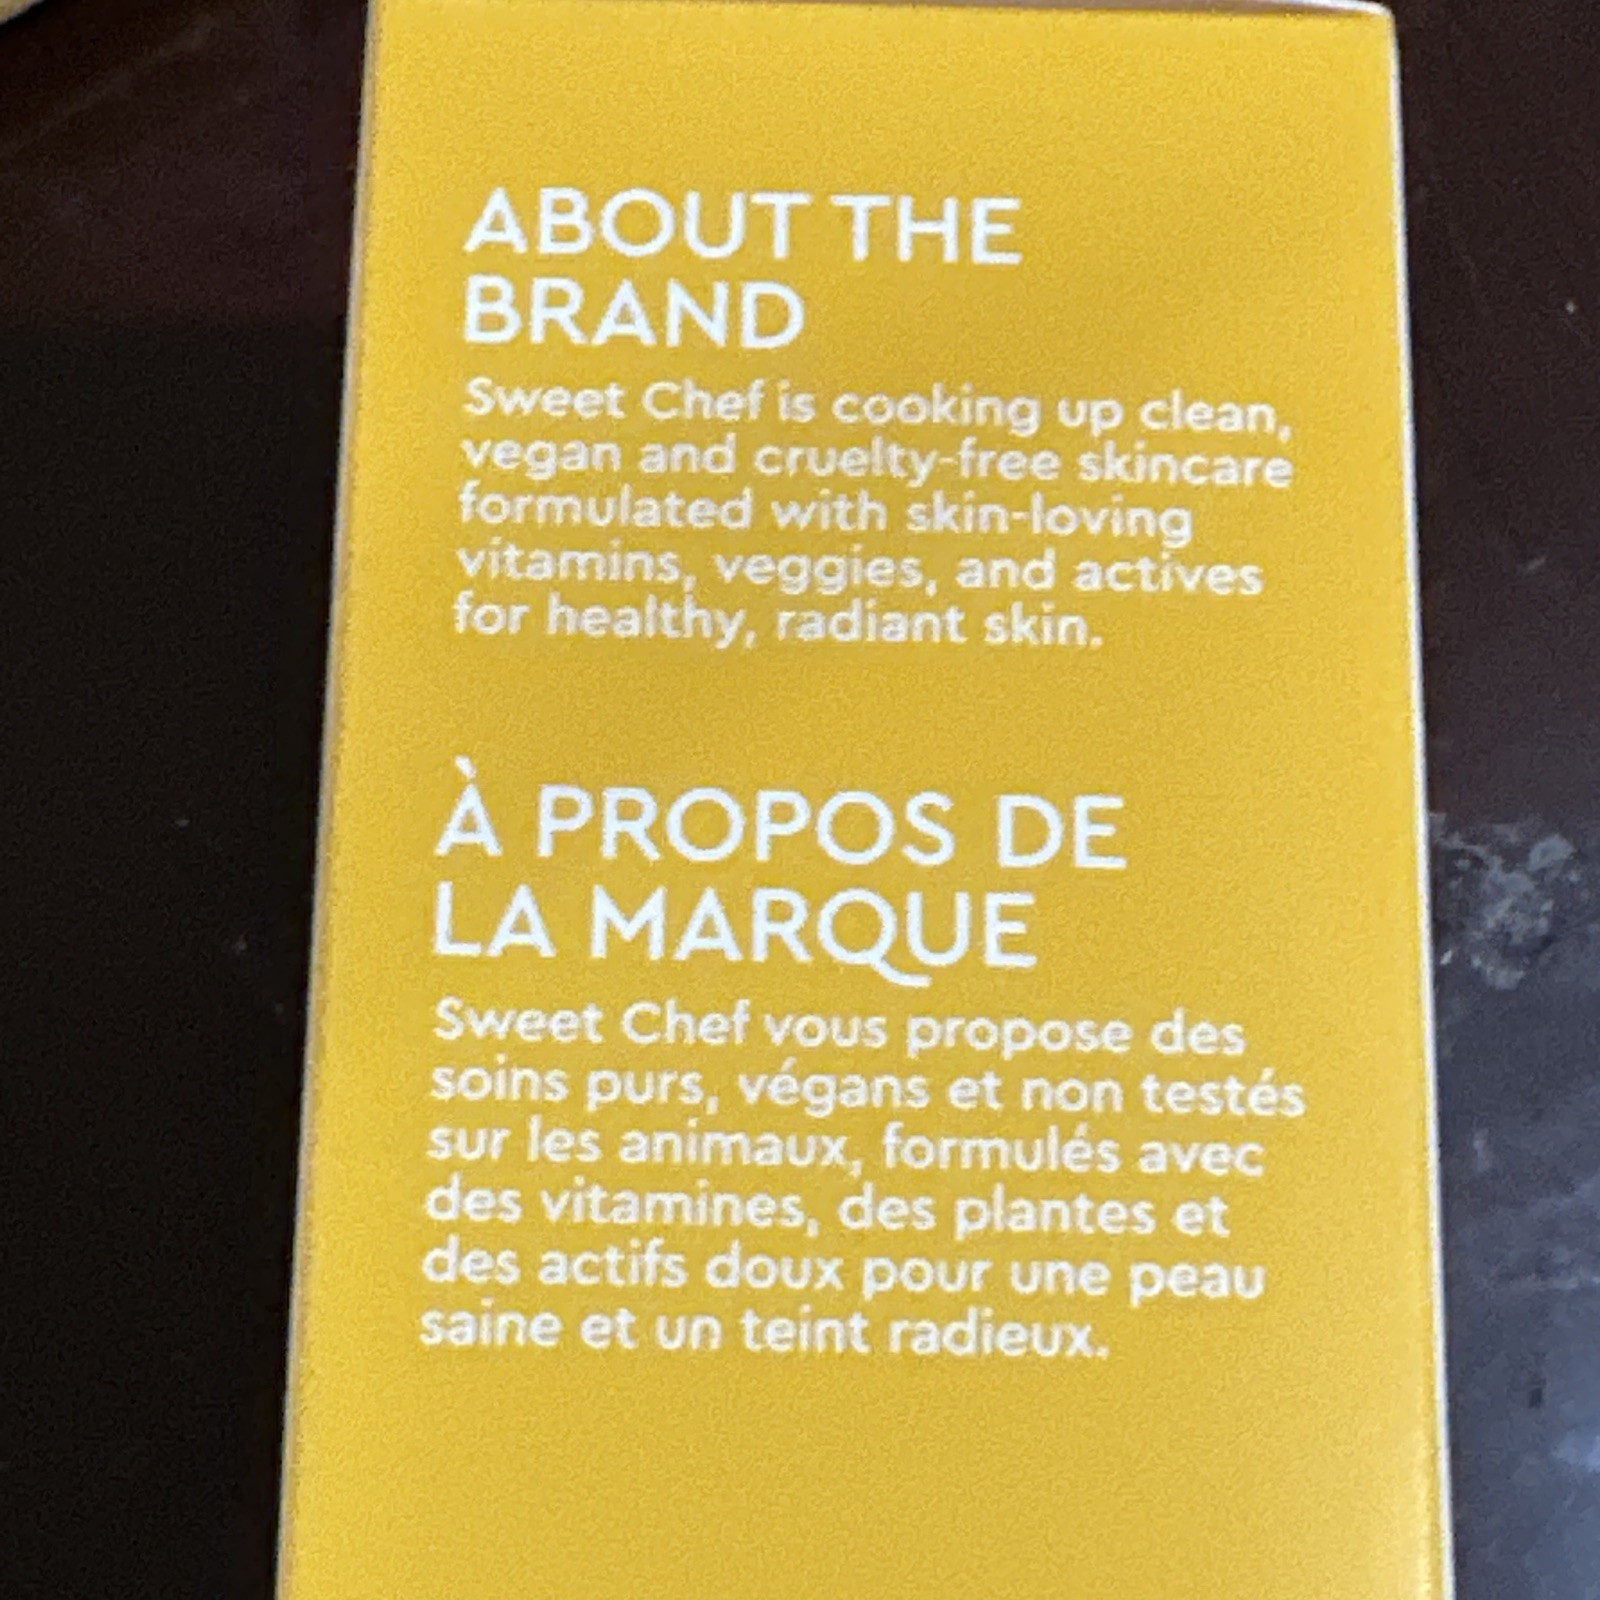 ABOUT THE
BRAND
Sweet Chef is cooking up clean,
vegan and cruelty-free skincare
formulated with skin-loving
vitamins, veggies, and actives
for healthy, radiant skin.
À PROPOS DE
LA MARQUE
Sweet Chef vous propose des
soins purs, végans et non testés
sur les animaux, formulés avec
des vitamines, des plantes et
des actifs doux pour une peau
saine et un teint radieux.